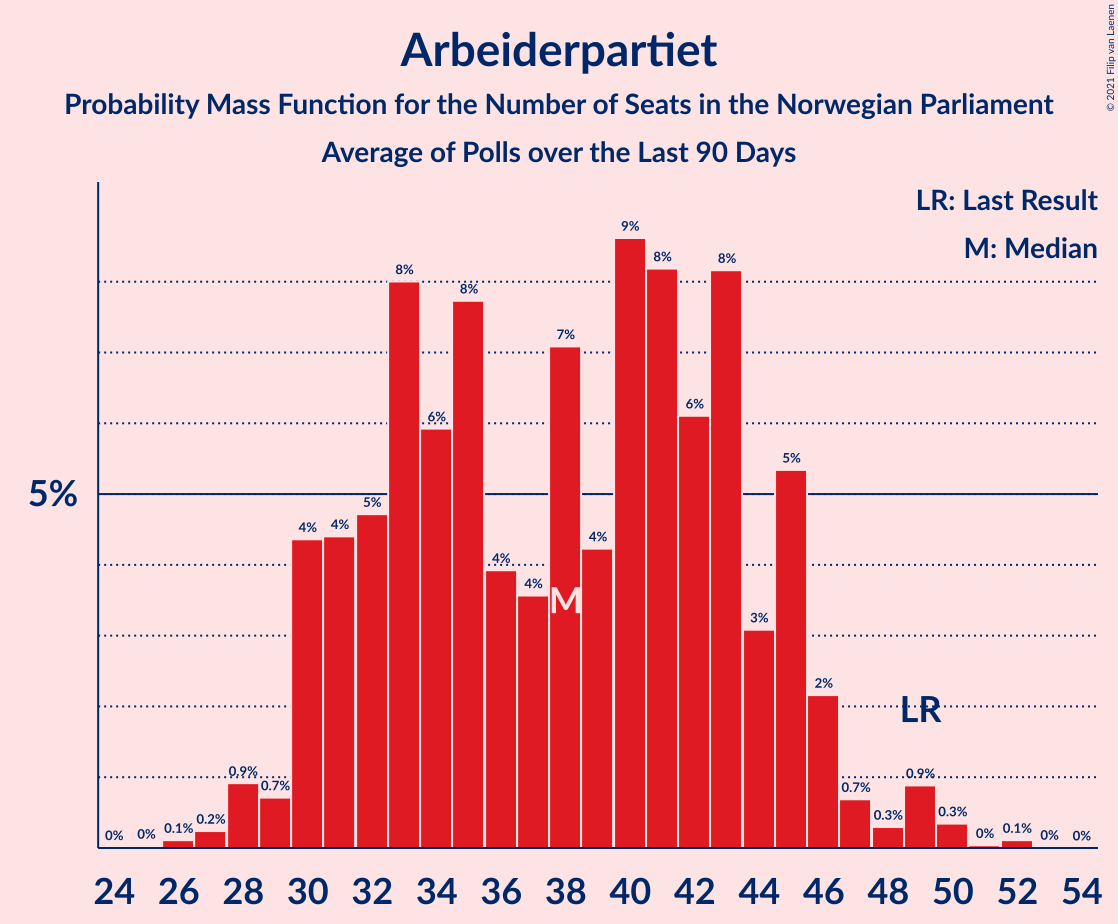 Arbeiderpartiet
Probability Mass Function for the Number of Seats in the Norwegian Parliament
Average of Polls over the Last 90 Days
© 2021 Filip van Laenen
LR: Last Result
M: Median
5%
0% 0% 0.1% 0.2% 0.9% 0.7% 4% 4% 5% 8% 6% 8% 4% 4% 7% 4% 9% 8% 6% 8% 3% 5% 2% 0.7% 0.3% 0.9% 0.3% 0% 0.1% 0% 0%
M
LR
24 26 28 30 32 34 36 38 40 42 44 46 48 50 52 54